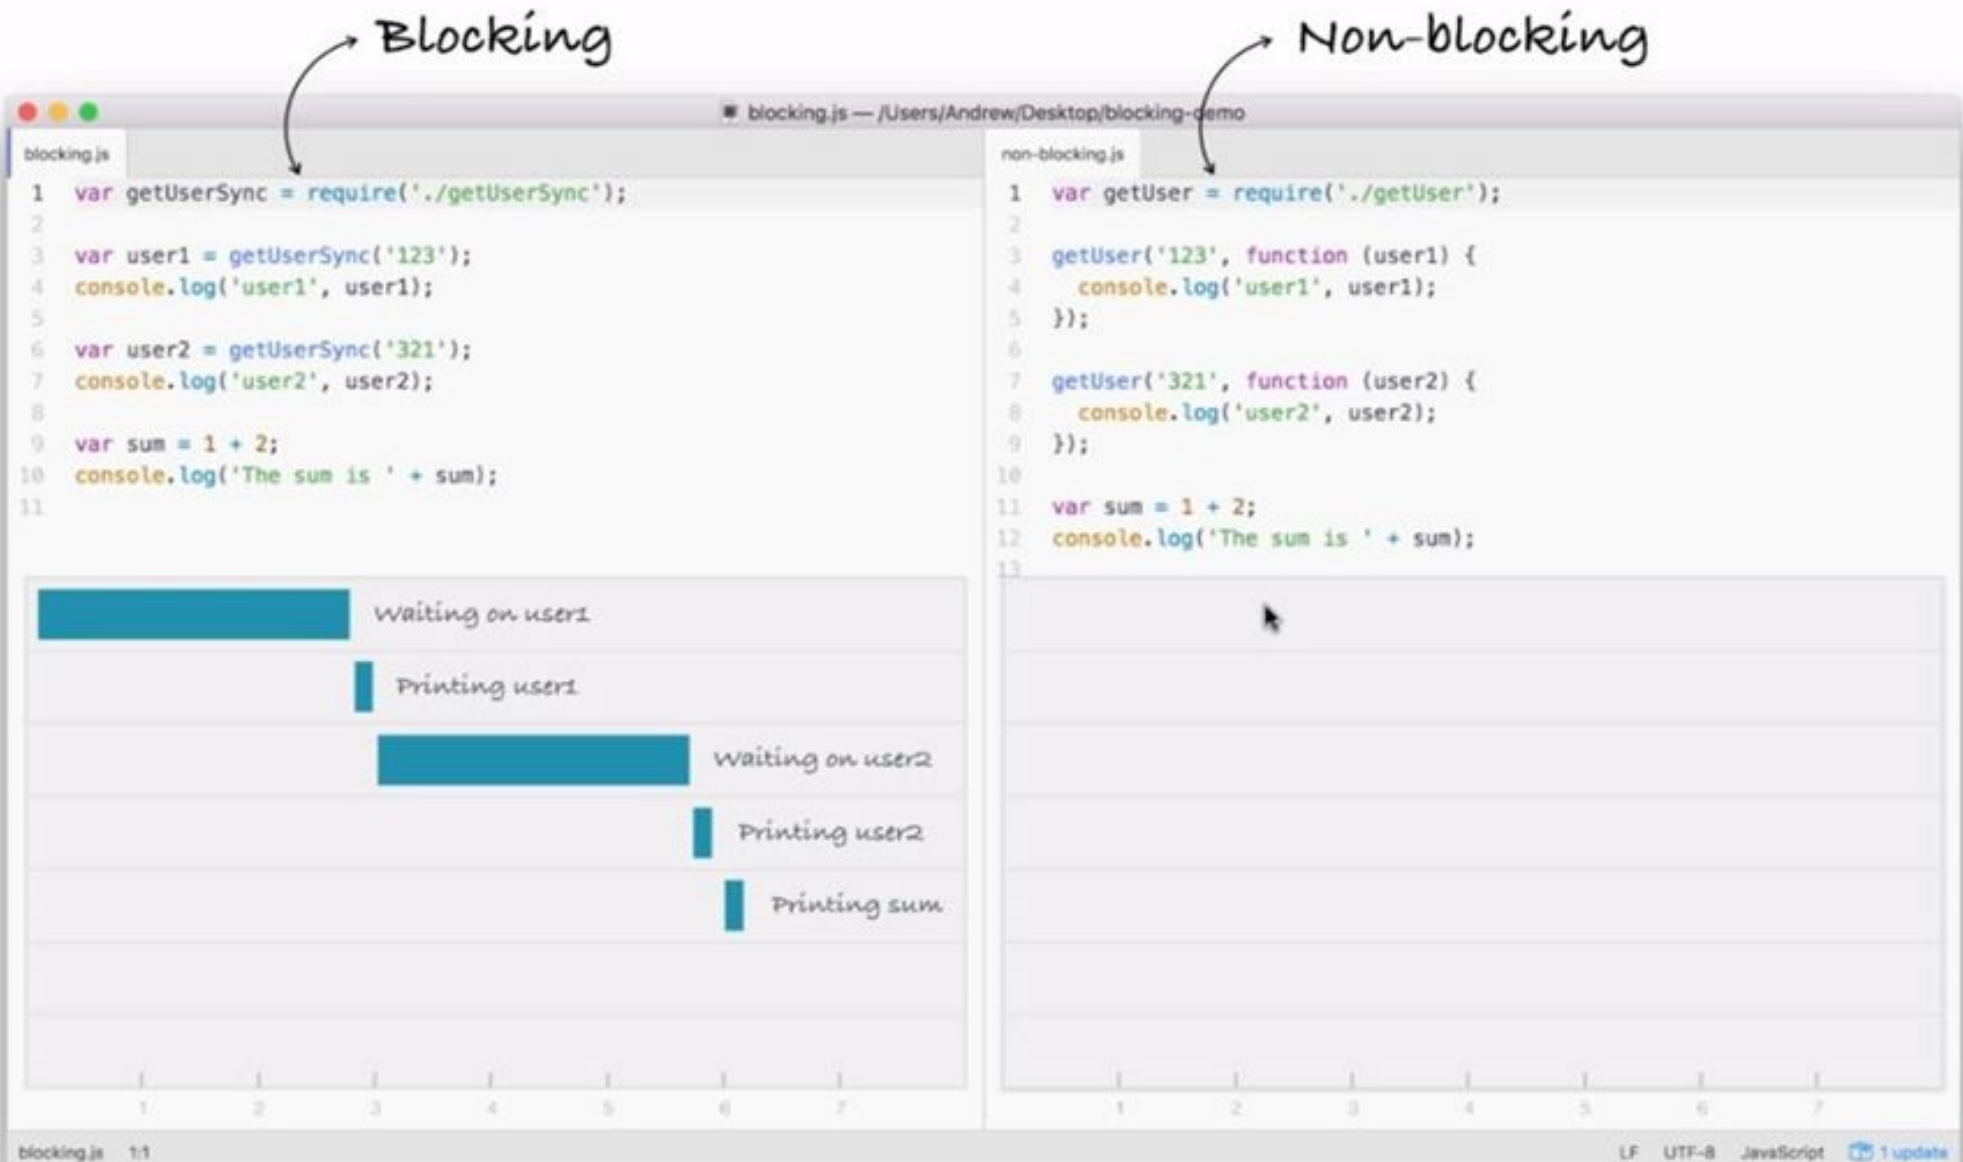 Blocking
Non-blocking
blocking.js — /Users/Andrew/Desktop/blocking-demo
blocking.js
1 var getUserSync = require('./getUserSync');
2
3 var user1 = getUserSync('123');
4 console.log('user1', user1);
5
6 var user2 = getUserSync('321');
7 console.log('user2', user2);
8
9 var sum = 1 + 2;
10 console.log('The sum is ' + sum);
11
Waiting on user1
Printing user1
Waiting on user2
Printing user2
Printing sum
1 2 3 4 5 6 7
non-blocking.js
1 var getUser = require('./getUser');
2
3 getUser('123', function (user1) {
4 console.log('user1', user1);
5 });
6
7 getUser('321', function (user2) {
8 console.log('user2', user2);
9 });
10
11 var sum = 1 + 2;
12 console.log('The sum is ' + sum);
13
1 2 3 4 5 6 7
blocking.js 1:1 LF UTF-8 JavaScript 1 update